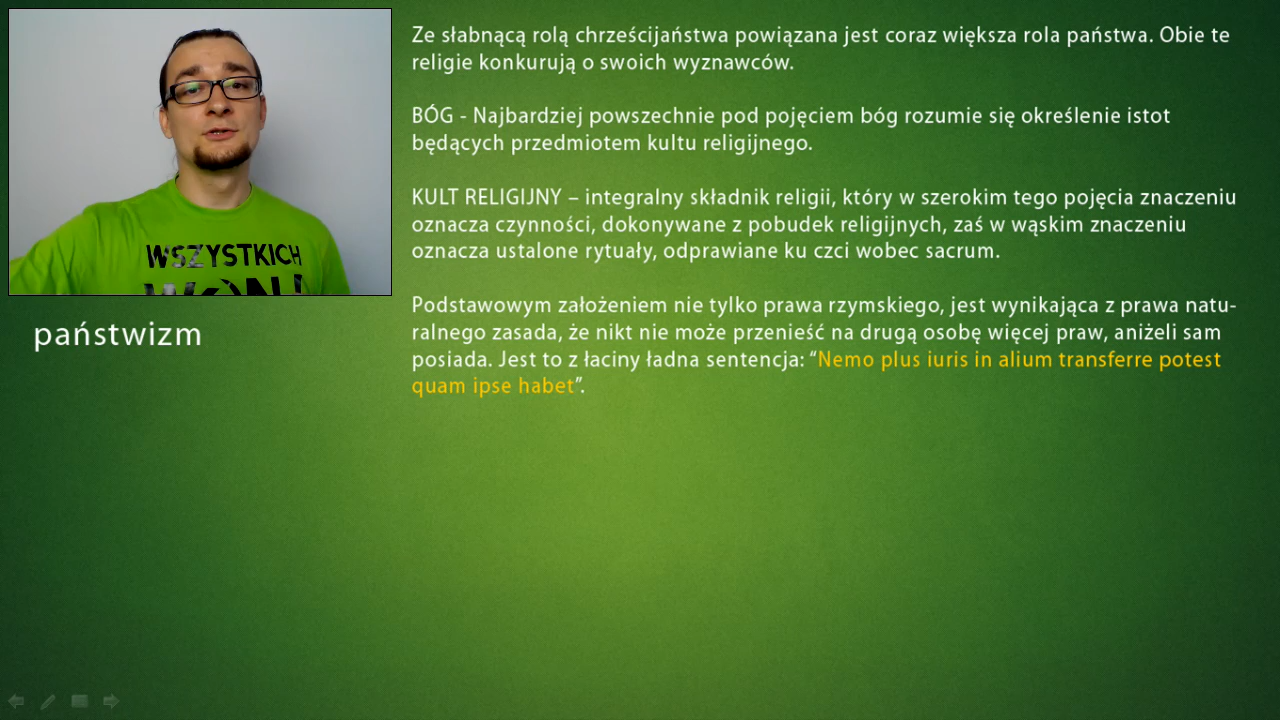 Ze słabnącą rolą chrześcijaństwa powiązana jest coraz większa rola państwa. Obie te
religie konkurują o swoich wyznawców.
BÓG - Najbardziej powszechnie pod pojęciem bóg rozumie się określenie istot
będących przedmiotem kultu religijnego.
KULT RELIGIJNY – integralny składnik religii, który w szerokim tego pojęcia znaczeniu
oznacza czynności, dokonywane z pobudek religijnych, zaś w wąskim znaczeniu
oznacza ustalone rytuały, odprawiane ku czci wobec sacrum.
Podstawowym założeniem nie tylko prawa rzymskiego, jest wynikająca z prawa natu-
ralnego zasada, że nikt nie może przenieść na drugą osobę więcej praw, aniżeli sam
posiada. Jest to z łaciny ładna sentencja: “Nemo plus iuris in alium transferre potest
quam ipse habet”.
WSZYSTKICH
państwizm